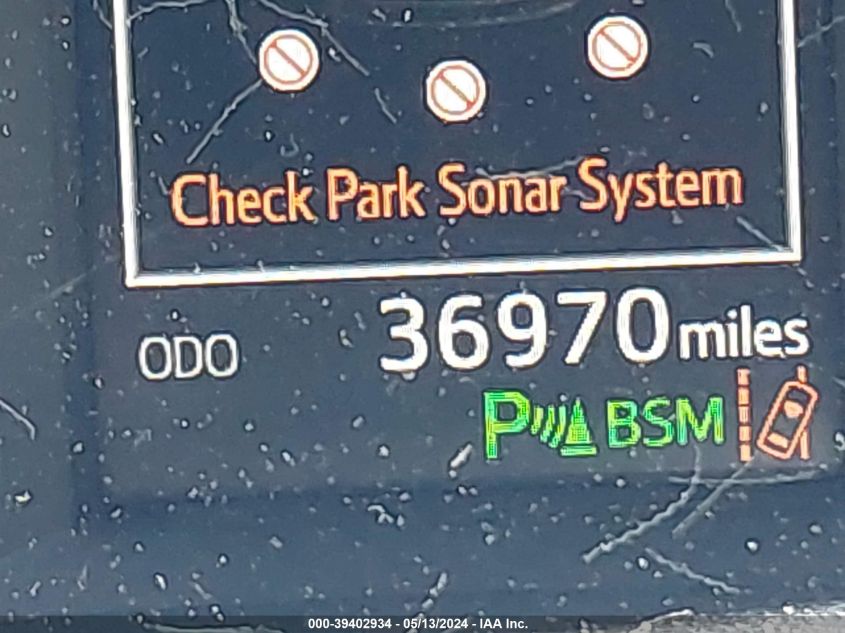 Check Park Sonar System
ODO 36970 miles
P BSM
000-39402934 - 05/13/2024 - IAA Inc.